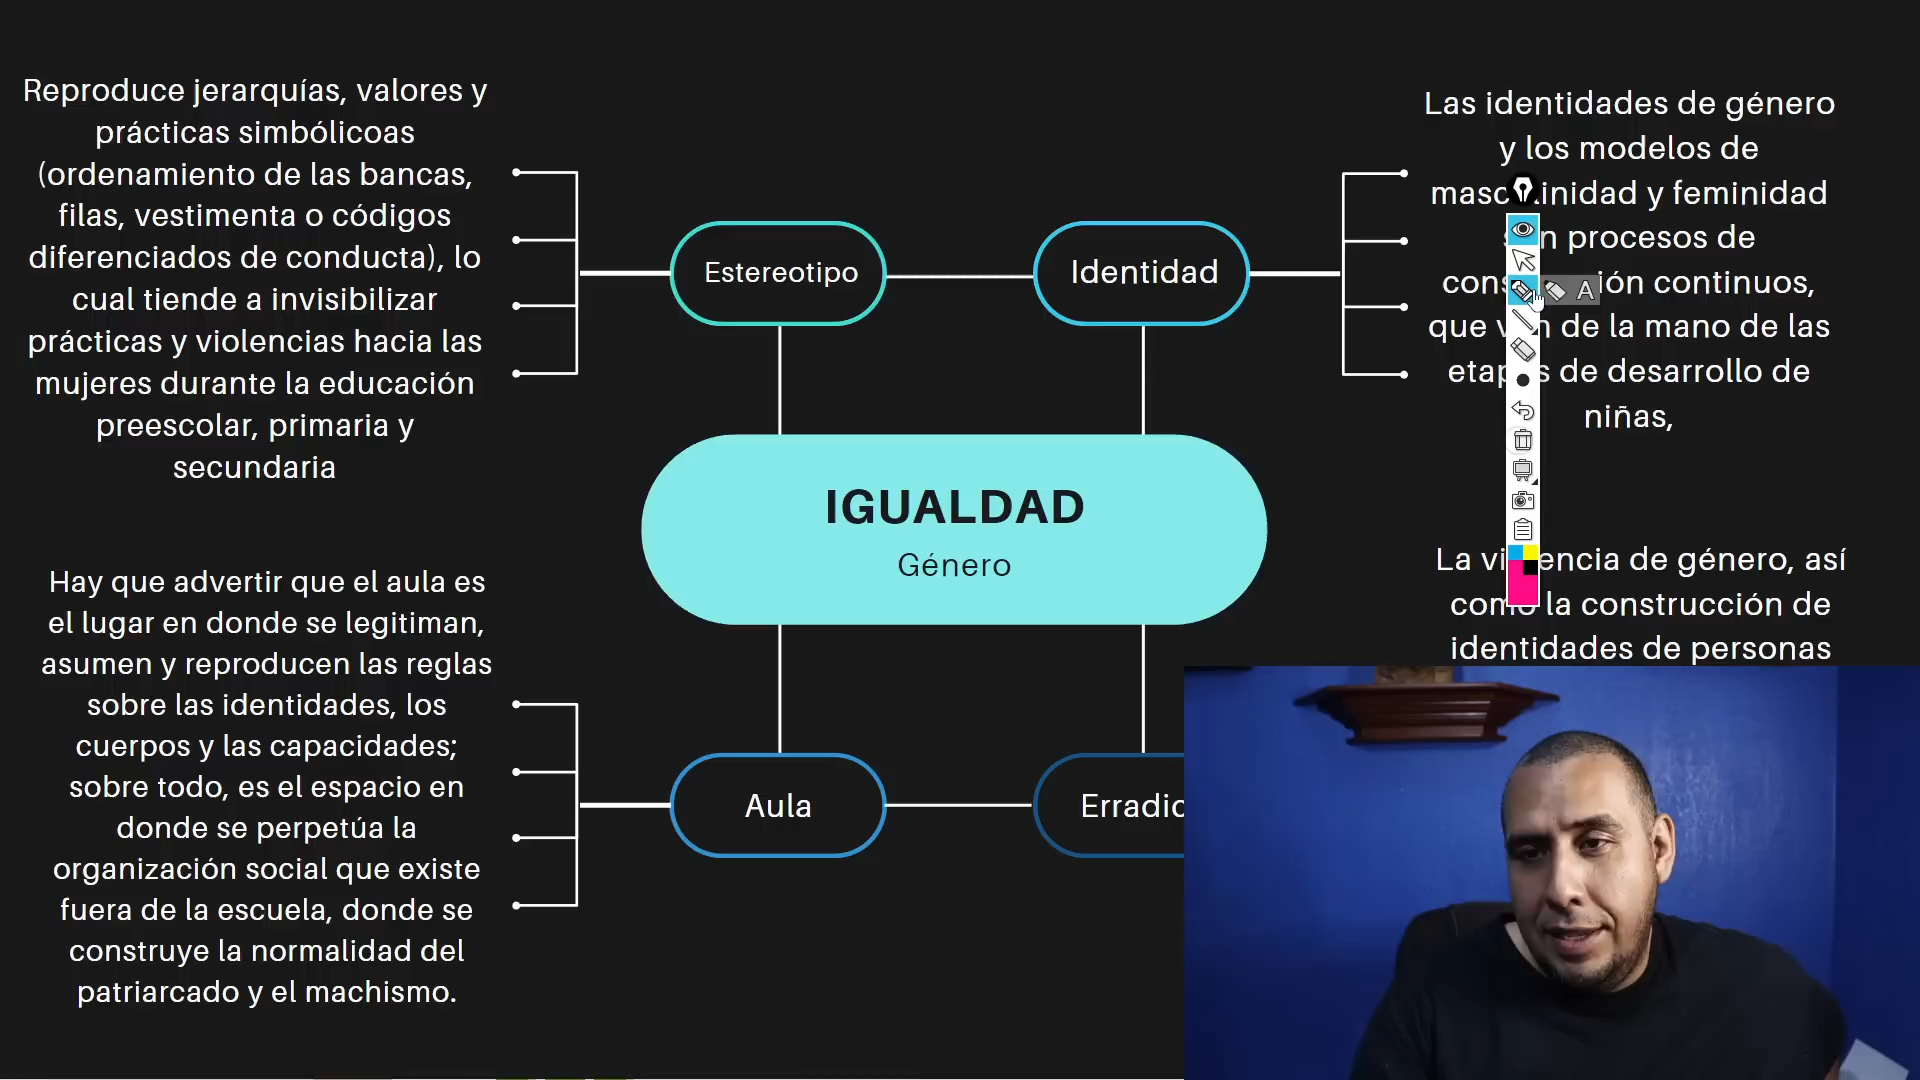 Reproduce jerarquías, valores y
prácticas simbólicoas
(ordenamiento de las bancas,
filas, vestimenta o códigos
diferenciados de conducta), lo
cual tiende a invisibilizar
prácticas y violencias hacia las
mujeres durante la educación
preescolar, primaria y
secundaria
Estereotipo
Identidad
Las identidades de género
y los modelos de
inidad y feminidad
procesos de
continuos,
que de la mano de las
de desarrollo de
niñas,
A
IGUALDAD
Género
Hay que advertir que el aula es
el lugar en donde se legitiman,
asumen y reproducen las reglas
sobre las identidades, los
cuerpos y las capacidades;
sobre todo, es el espacio en
donde se perpetúa la
organización social que existe
fuera de la escuela, donde se
construye la normalidad del
patriarcado y el machismo.
Aula
Erradic
La de género, así
como la construcción de
identidades de personas